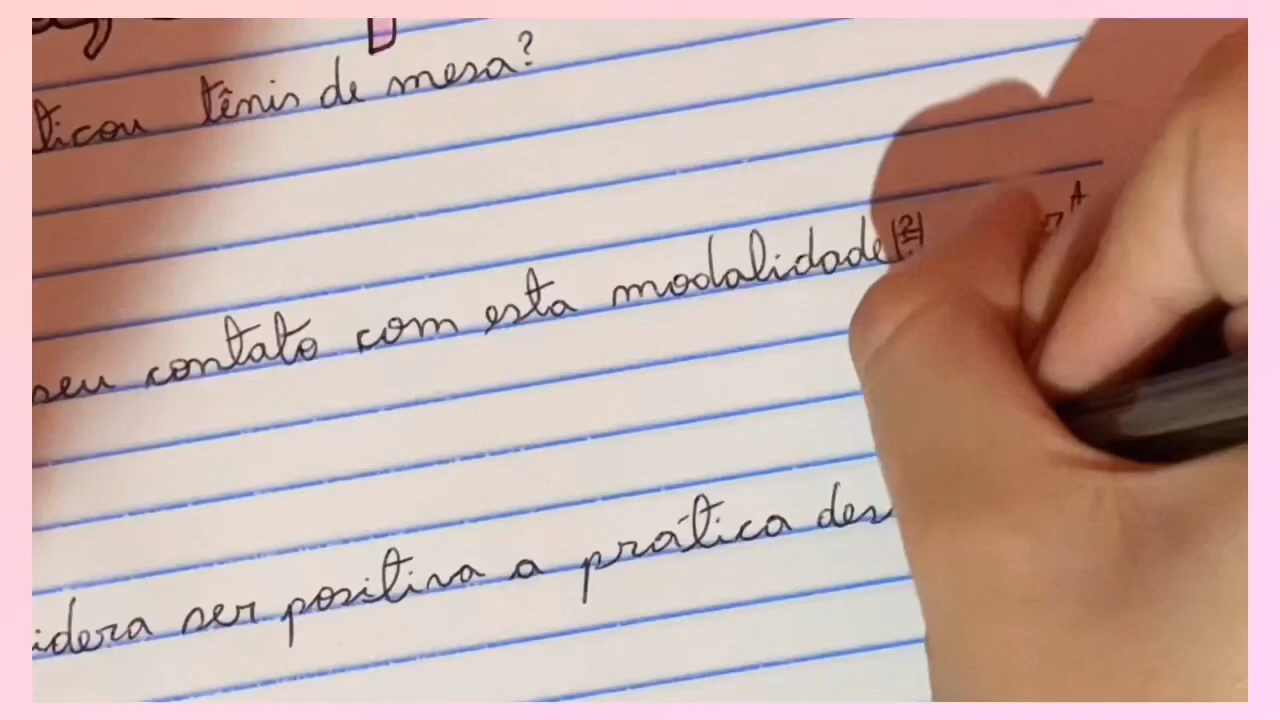 ticou tênis de mesa?
seu contato com esta modalidade?
idera ser positiva a prática des